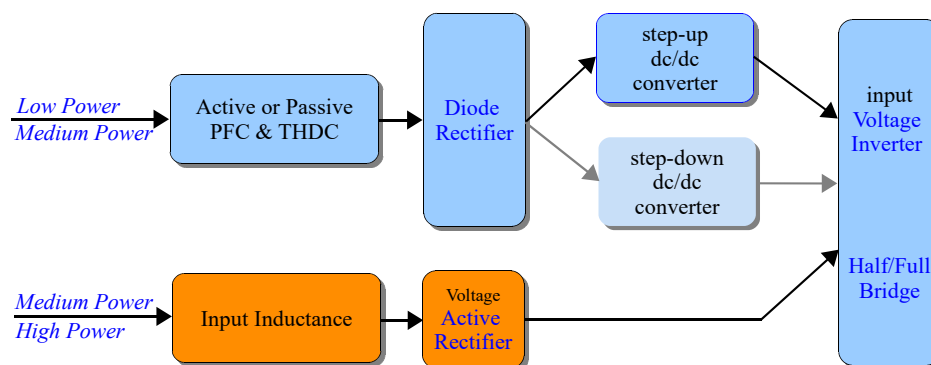 Low Power
Medium Power
Active or Passive
PFC & THDC
Diode
Rectifier
step-up
dc/dc
converter
step-down
dc/dc
converter
input
Voltage
Inverter
Half/Full
Bridge
Medium Power
High Power
Input Inductance
Voltage
Active
Rectifier